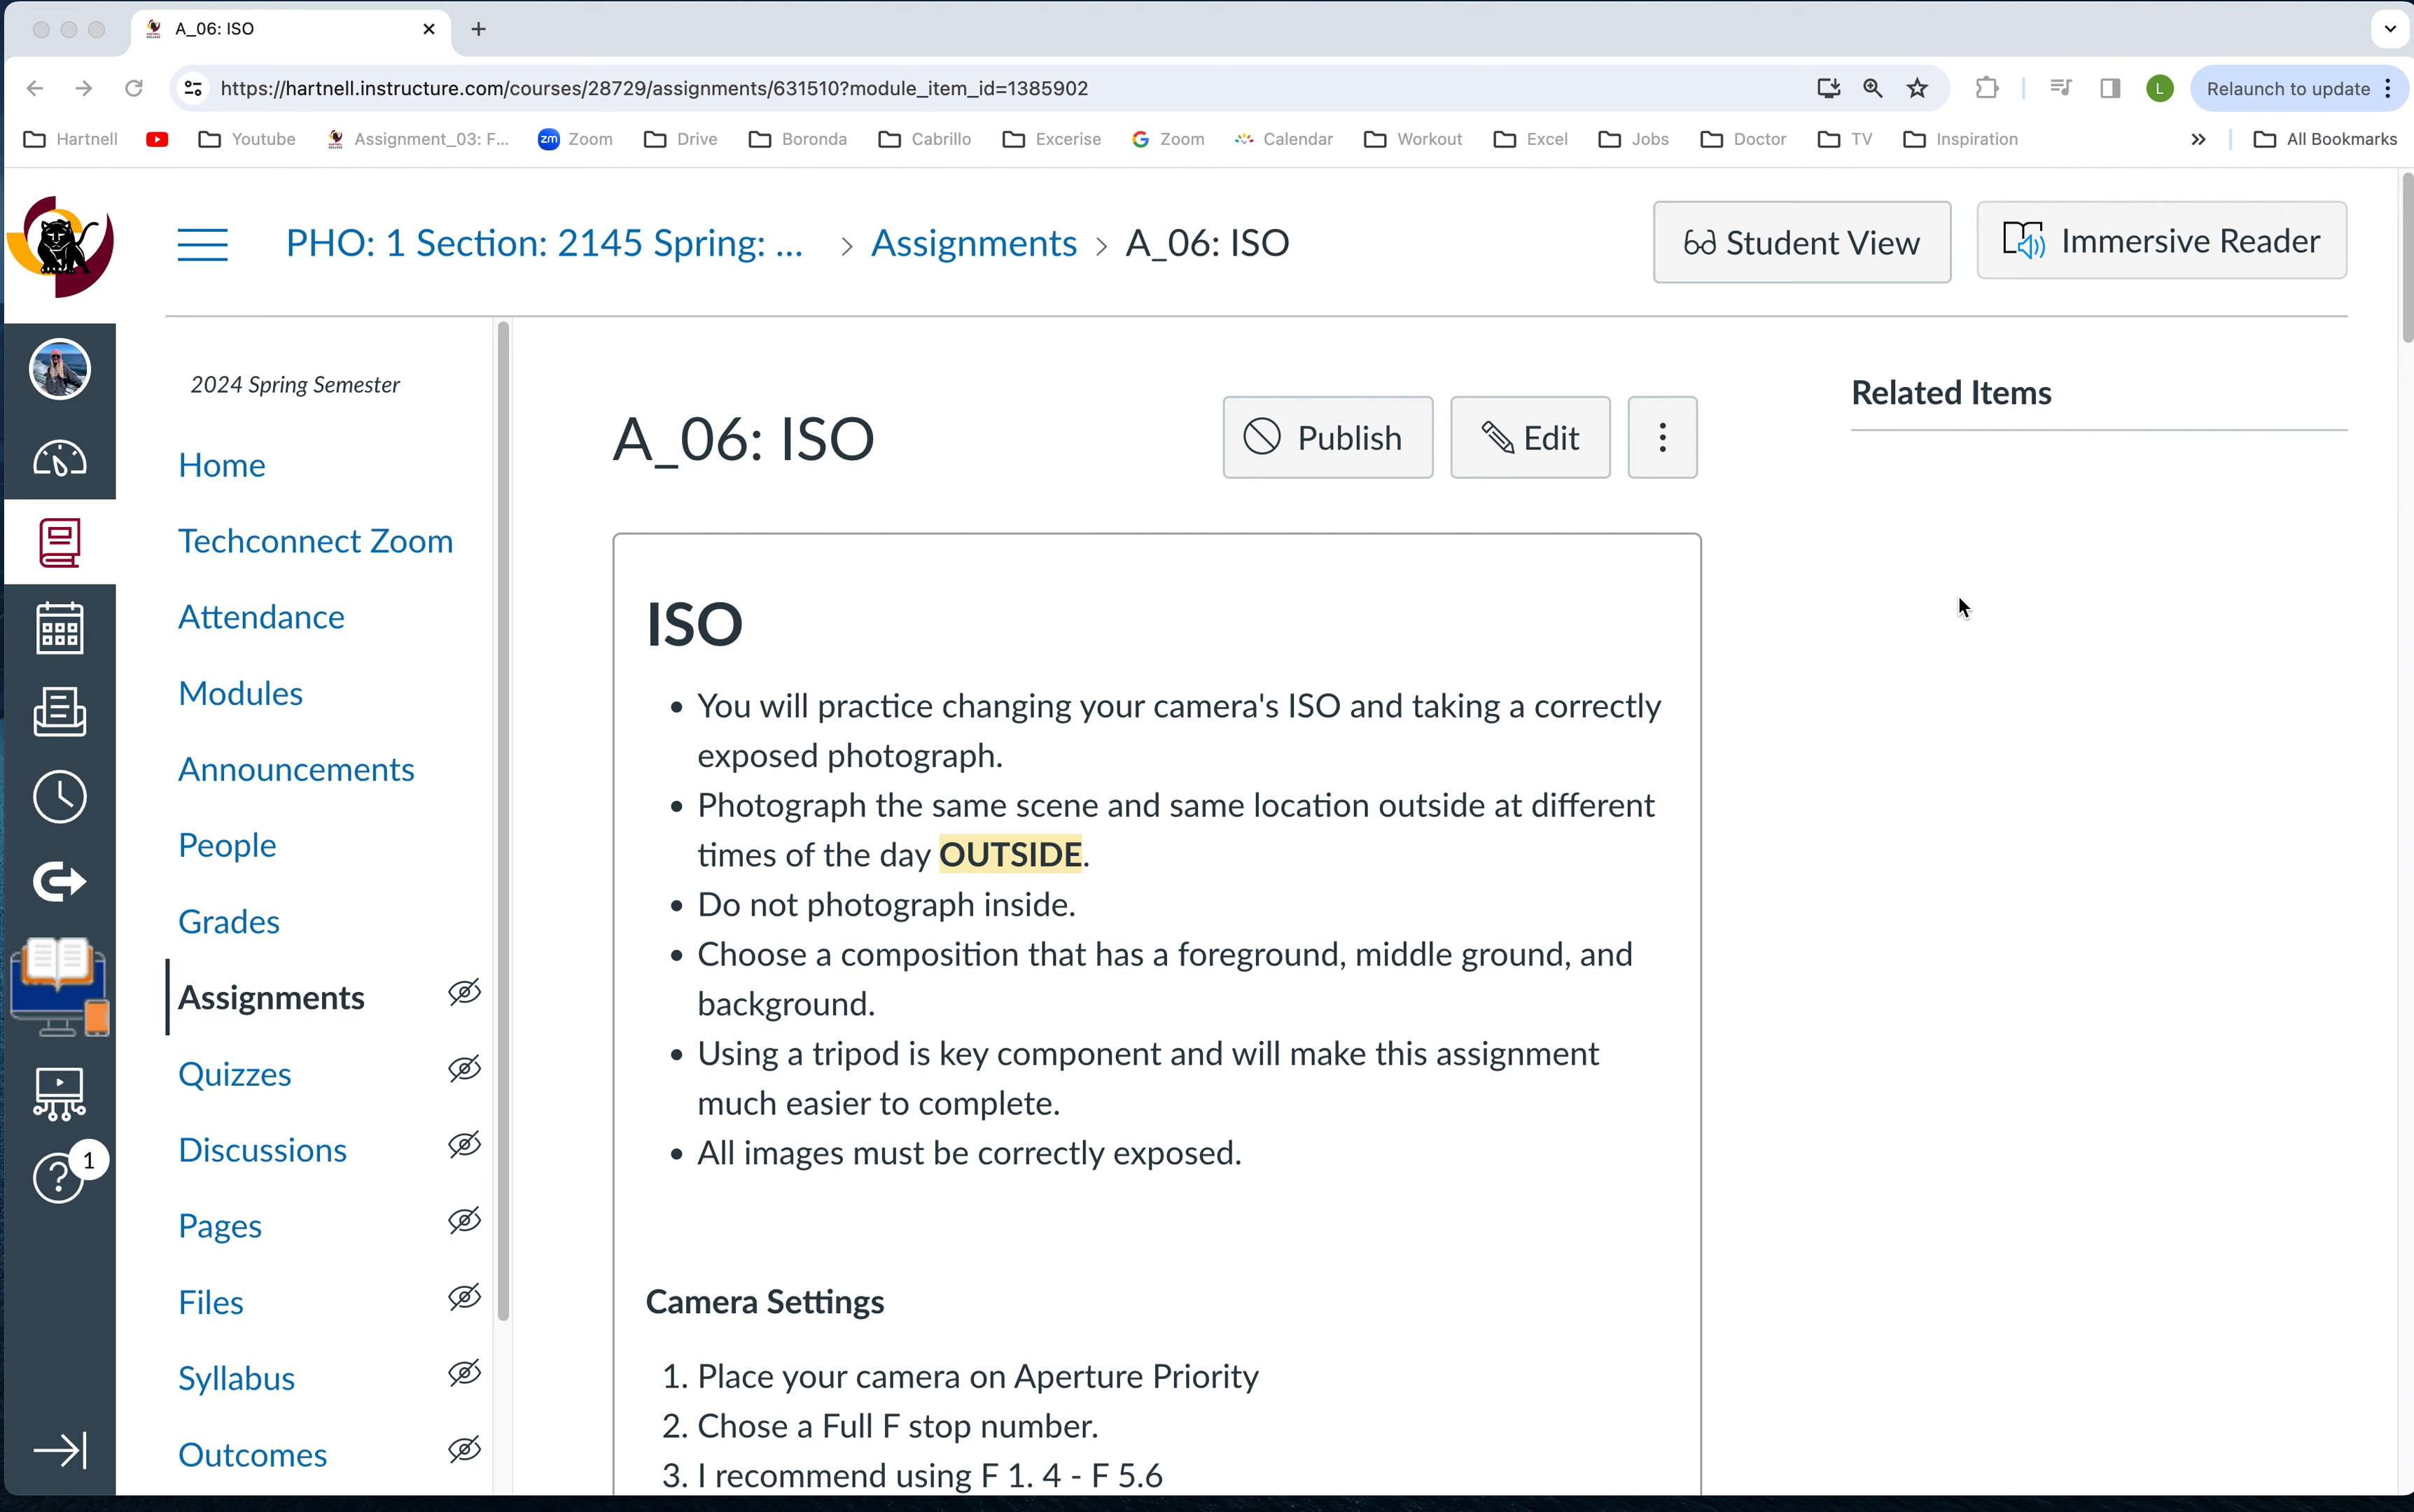 A_06: ISO
https://hartnell.instructure.com/courses/28729/assignments/631510?module_item_id=1385902
L
Relaunch to update
Hartnell
Youtube
Assignment_03: F...
zm Zoom
Drive
Boronda
Cabrillo
Excerise
Zoom
Calendar
Workout
Excel
Jobs
Doctor
TV
Inspiration
All Bookmarks
PHO: 1 Section: 2145 Spring: ... > Assignments > A_06: ISO
Student View
Immersive Reader
2024 Spring Semester
Home
Techconnect Zoom
Attendance
Modules
Announcements
People
Grades
Assignments
Quizzes
Discussions
Pages
Files
Syllabus
Outcomes
1
A_06: ISO
Publish
Edit
Related Items
ISO
• You will practice changing your camera's ISO and taking a correctly
exposed photograph.
• Photograph the same scene and same location outside at different
times of the day OUTSIDE.
• Do not photograph inside.
• Choose a composition that has a foreground, middle ground, and
background.
• Using a tripod is key component and will make this assignment
much easier to complete.
• All images must be correctly exposed.
Camera Settings
1. Place your camera on Aperture Priority
2. Chose a Full F stop number.
3. I recommend using F 1. 4 - F 5.6